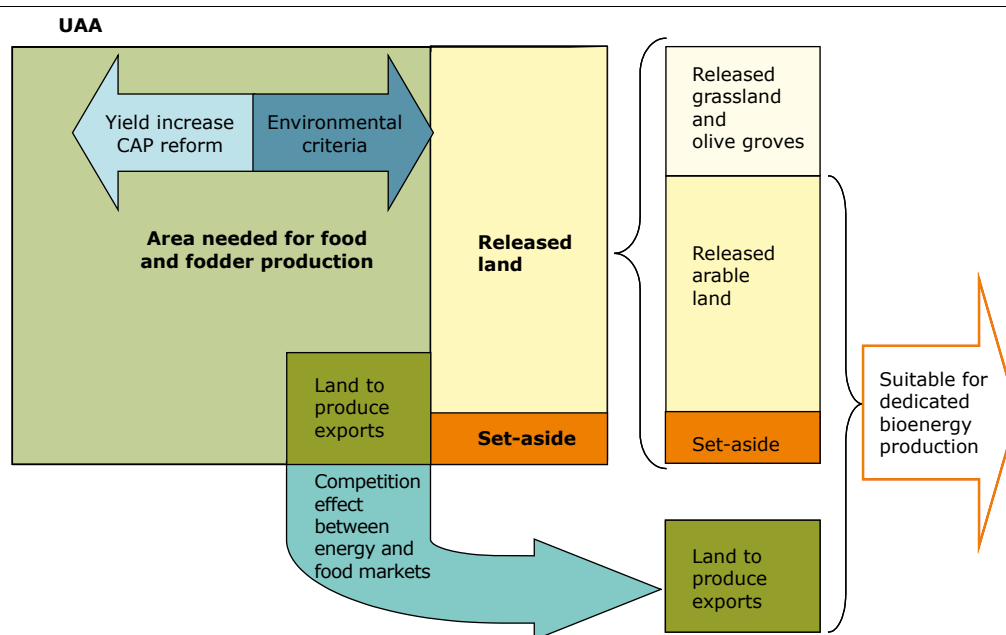 UAA
Yield increase
CAP reform
Environmental
criteria
Area needed for food
and fodder production
Released
land
Land to
produce
exports
Set-aside
Competition
effect
between
energy and
food markets
Released
grassland
and
olive groves
Released
arable
land
Set-aside
Land to
produce
exports
Suitable for
dedicated
bioenergy
production